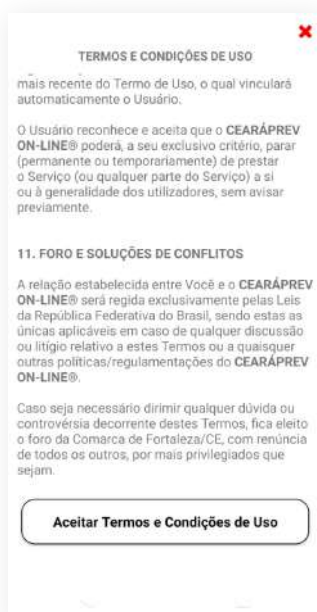 TERMOS E CONDIÇÕES DE USO
mais recente do Termo de Uso, o qual vinculará
automaticamente o Usuário.
O Usuário reconhece e aceita que o CEARÁPREV
ON-LINE® poderá, a seu exclusivo critério, parar
(permanente ou temporariamente) de prestar
o Serviço (ou qualquer parte do Serviço) a si
ou à generalidade dos utilizadores, sem avisar
previamente.
11. FORO E SOLUÇÕES DE CONFLITOS
A relação estabelecida entre Você e o CEARÁPREV
ON-LINE® será regida exclusivamente pelas Leis
da República Federativa do Brasil, sendo estas as
únicas aplicáveis em caso de qualquer discussão
ou litígio relativo a estes Termos ou a quaisquer
outras políticas/regulamentações do CEARÁPREV
ON-LINE®.
Caso seja necessário dirimir qualquer dúvida ou
controvérsia decorrente destes Termos, fica eleito
o foro da Comarca de Fortaleza/CE, com renúncia
de todos os outros, por mais privilegiados que
sejam.
Aceitar Termos e Condições de Uso